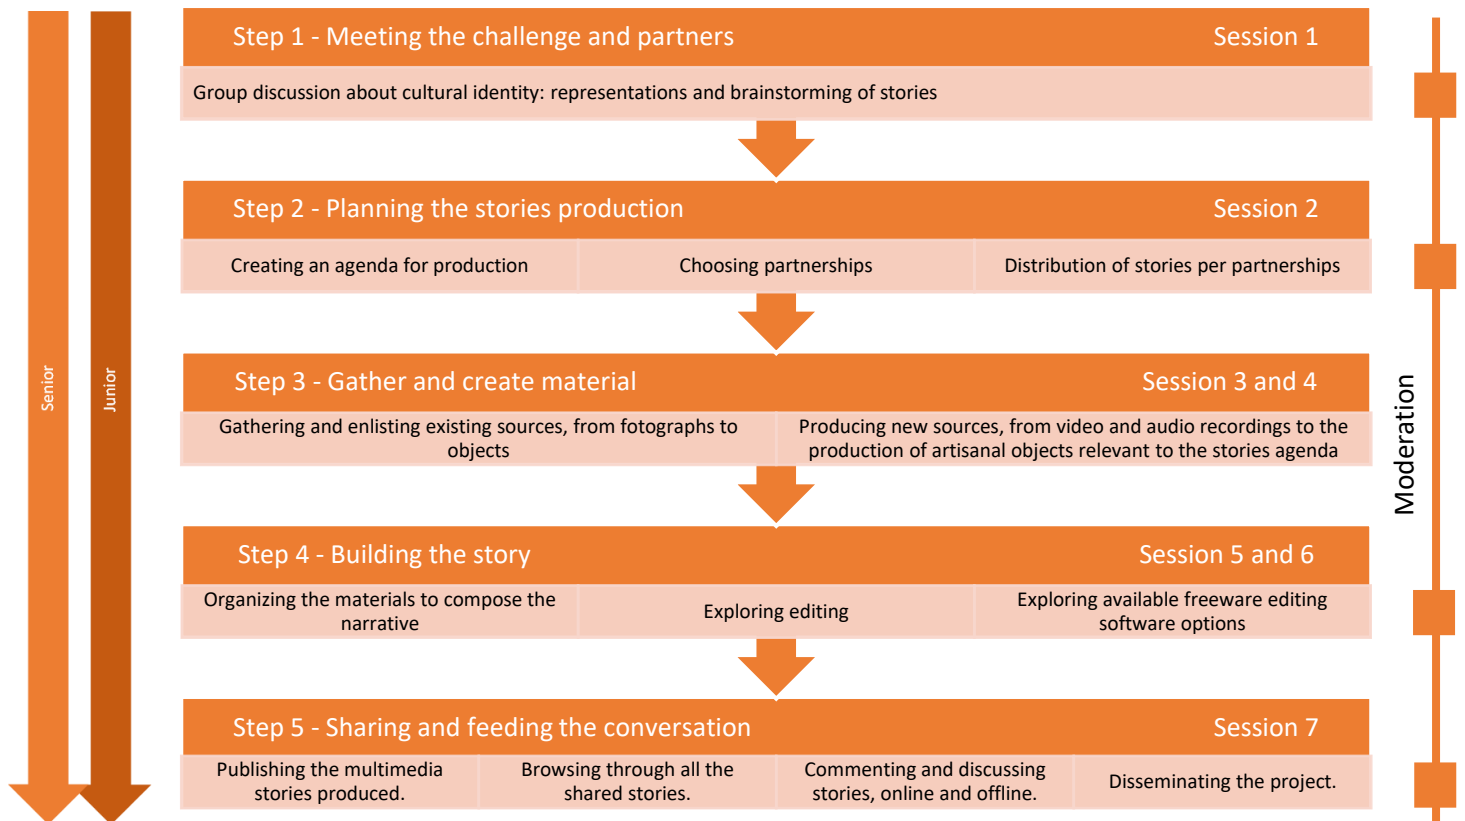 Step 1 - Meeting the challenge and partners Session 1
Group discussion about cultural identity: representations and brainstorming of stories
Step 2 - Planning the stories production Session 2
Creating an agenda for production
Choosing partnerships
Distribution of stories per partnerships
Step 3 - Gather and create material Session 3 and 4
Gathering and enlisting existing sources, from fotographs to
objects
Producing new sources, from video and audio recordings to the
production of artisanal objects relevant to the stories agenda
Step 4 - Building the story Session 5 and 6
Organizing the materials to compose the
narrative
Exploring editing
Exploring available freeware editing
software options
Step 5 - Sharing and feeding the conversation Session 7
Publishing the multimedia
stories produced.
Browsing through all the
shared stories.
Commenting and discussing
stories, online and offline.
Disseminating the project.
Senior
Junior
Moderation